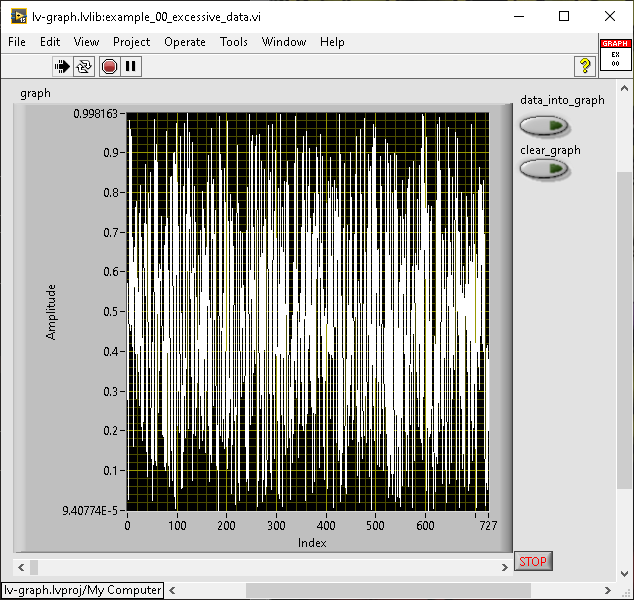 lv-graph.lvlib:example_00_excessive_data.vi
File Edit View Project Operate Tools Window Help
?
GRAPH
EX
00
graph
data_into_graph
clear_graph
0.998163
0.9
0.8
0.7
0.6
0.5
0.4
0.3
0.2
0.1
9.40774E-5
Amplitude
0 100 200 300 400 500 600 727
Index
STOP
lv-graph.lvproj/My Computer